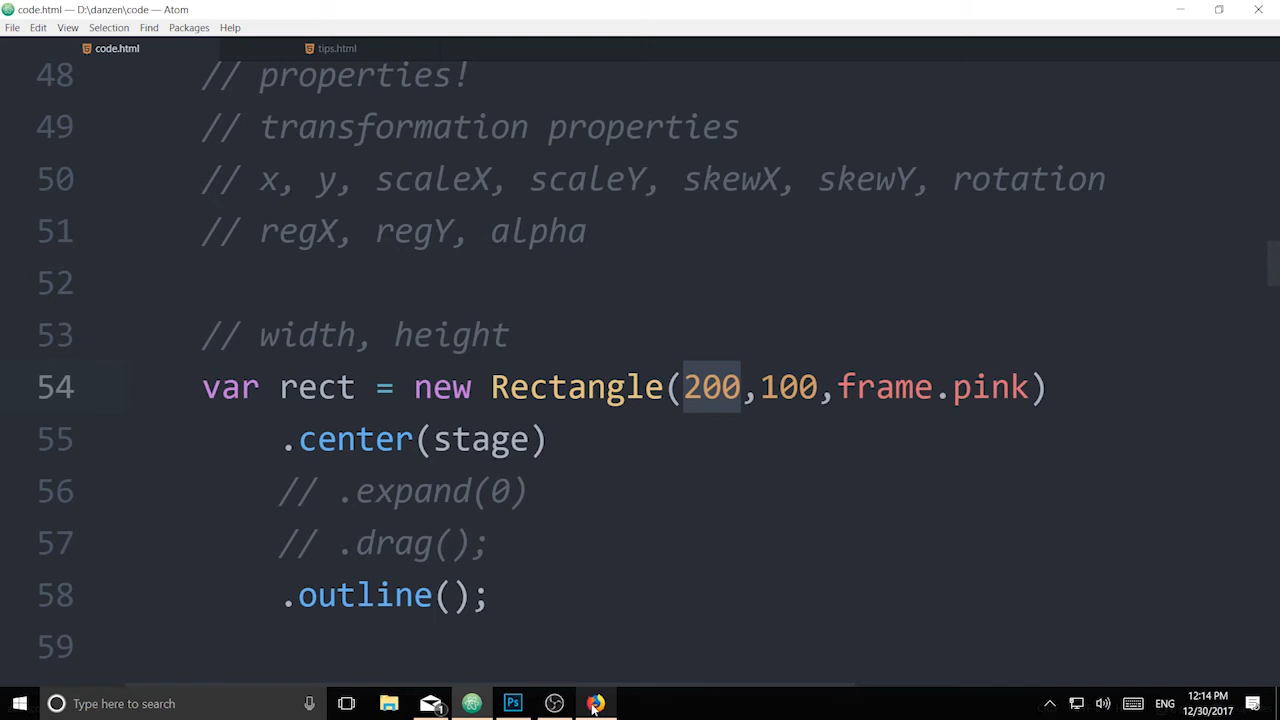 code.html — D:\danzen\code — Atom
File Edit View Selection Find Packages Help
code.html tips.html
48 // properties!
49 // transformation properties
50 // x, y, scaleX, scaleY, skewX, skewY, rotation
51 // regX, regY, alpha
52
53 // width, height
54 var rect = new Rectangle(200,100,frame.pink)
55 .center(stage)
56 // .expand(0)
57 // .drag();
58 .outline();
59
Type here to search
1
Ps
ENG
12:14 PM
12/30/2017